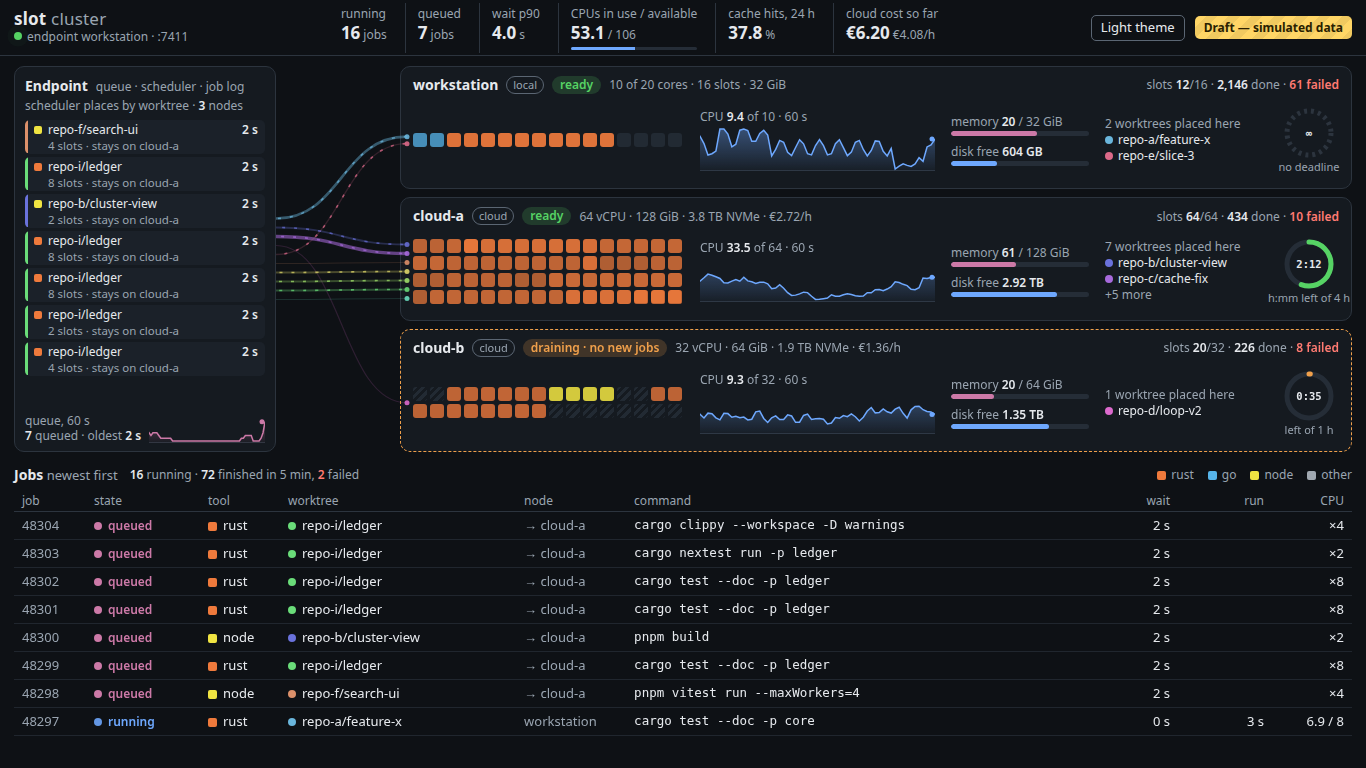 slot cluster
endpoint workstation · :7411
running
16 jobs
queued
7 jobs
wait p90
4.0 s
CPUs in use / available
53.1 / 106
cache hits, 24 h
37.8 %
cloud cost so far
€6.20 €4.08/h
Light theme
Draft — simulated data
Endpoint queue · scheduler · job log
scheduler places by worktree · 3 nodes
repo-f/search-ui 2 s
4 slots · stays on cloud-a
repo-i/ledger 2 s
8 slots · stays on cloud-a
repo-b/cluster-view 2 s
2 slots · stays on cloud-a
repo-i/ledger 2 s
8 slots · stays on cloud-a
repo-i/ledger 2 s
8 slots · stays on cloud-a
repo-i/ledger 2 s
2 slots · stays on cloud-a
repo-i/ledger 2 s
4 slots · stays on cloud-a
queue, 60 s
7 queued · oldest 2 s
workstation local ready 10 of 20 cores · 16 slots · 32 GiB
slots 12/16 · 2,146 done · 61 failed
CPU 9.4 of 10 · 60 s
memory 20 / 32 GiB
disk free 604 GB
2 worktrees placed here
repo-a/feature-x
repo-e/slice-3
∞
no deadline
cloud-a cloud ready 64 vCPU · 128 GiB · 3.8 TB NVMe · €2.72/h
slots 64/64 · 434 done · 10 failed
CPU 33.5 of 64 · 60 s
memory 61 / 128 GiB
disk free 2.92 TB
7 worktrees placed here
repo-b/cluster-view
repo-c/cache-fix
+5 more
2:12
h:mm left of 4 h
cloud-b cloud draining · no new jobs 32 vCPU · 64 GiB · 1.9 TB NVMe · €1.36/h
slots 20/32 · 226 done · 8 failed
CPU 9.3 of 32 · 60 s
memory 20 / 64 GiB
disk free 1.35 TB
1 worktree placed here
repo-d/loop-v2
0:35
left of 1 h
Jobs newest first 16 running · 72 finished in 5 min, 2 failed
rust go node other
job state tool worktree node command wait run CPU
48304 queued rust repo-i/ledger → cloud-a cargo clippy --workspace -D warnings 2 s ×4
48303 queued rust repo-i/ledger → cloud-a cargo nextest run -p ledger 2 s ×2
48302 queued rust repo-i/ledger → cloud-a cargo test --doc -p ledger 2 s ×8
48301 queued rust repo-i/ledger → cloud-a cargo test --doc -p ledger 2 s ×8
48300 queued node repo-b/cluster-view → cloud-a pnpm build 2 s ×2
48299 queued rust repo-i/ledger → cloud-a cargo test --doc -p ledger 2 s ×8
48298 queued node repo-f/search-ui → cloud-a pnpm vitest run --maxWorkers=4 2 s ×4
48297 running rust repo-a/feature-x workstation cargo test --doc -p core 0 s 3 s 6.9 / 8